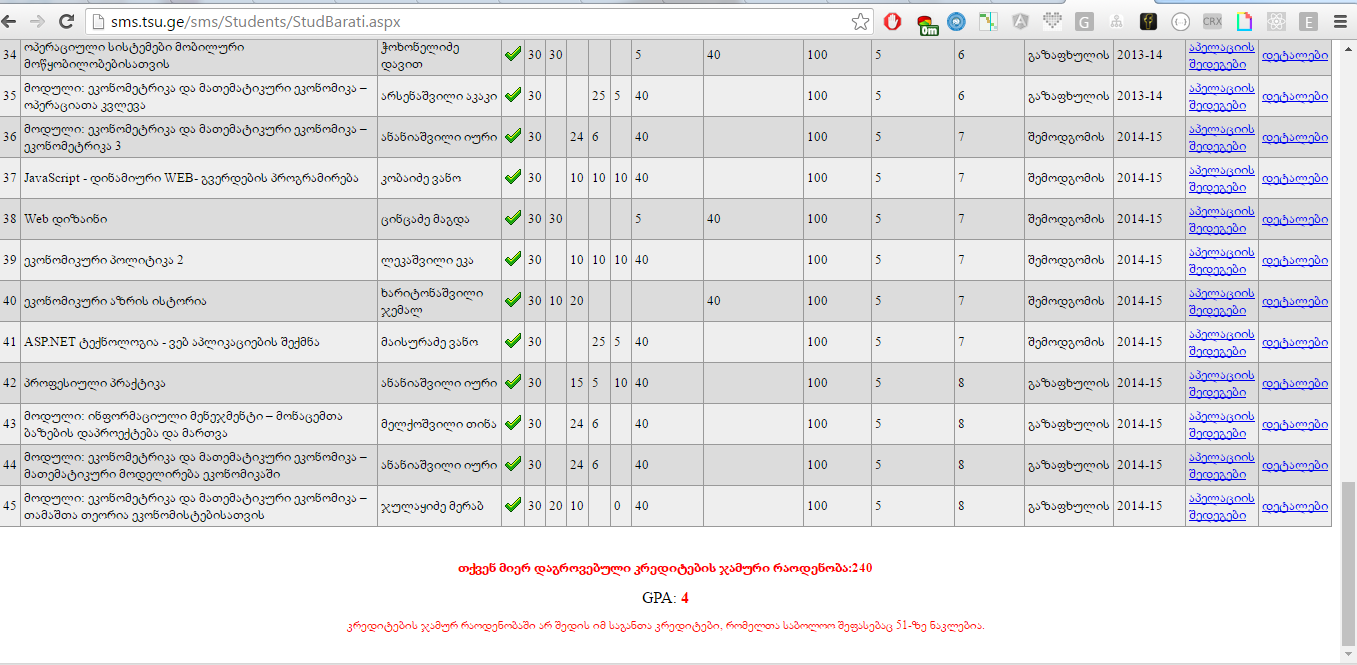 sms.tsu.ge/sms/Students/StudBarati.aspx
0m G CRX E
34 ოპერაციული სისტემები მობილური მოწყობილობებისათვის ჭოხონელიძე დავით 30 30 5 40 100 5 6 გაზაფხულის 2013-14 აპელაციის შედეგები დეტალები
35 მოდული: ეკონომეტრიკა და მათემატიკური ეკონომიკა – ოპერაციათა კვლევა არსენაშვილი აკაკი 30 25 5 40 100 5 6 გაზაფხულის 2013-14 აპელაციის შედეგები დეტალები
36 მოდული: ეკონომეტრიკა და მათემატიკური ეკონომიკა – ეკონომეტრიკა 3 ანანიაშვილი იური 30 24 6 40 100 5 7 შემოდგომის 2014-15 აპელაციის შედეგები დეტალები
37 JavaScript - დინამიური WEB- გვერდების პროგრამირება კობაიძე ვანო 30 10 10 10 40 100 5 7 შემოდგომის 2014-15 აპელაციის შედეგები დეტალები
38 Web დიზაინი ცინცაძე მაგდა 30 30 5 40 100 5 7 შემოდგომის 2014-15 აპელაციის შედეგები დეტალები
39 ეკონომიკური პოლიტიკა 2 ლეკაშვილი ეკა 30 10 10 10 40 100 5 7 შემოდგომის 2014-15 აპელაციის შედეგები დეტალები
40 ეკონომიკური აზრის ისტორია ხარიტონაშვილი ჯემალ 30 10 20 40 100 5 7 შემოდგომის 2014-15 აპელაციის შედეგები დეტალები
41 ASP.NET ტექნოლოგია - ვებ აპლიკაციების შექმნა მაისურაძე ვანო 30 25 5 40 100 5 7 შემოდგომის 2014-15 აპელაციის შედეგები დეტალები
42 პროფესიული პრაქტიკა ანანიაშვილი იური 30 15 5 10 40 100 5 8 გაზაფხულის 2014-15 აპელაციის შედეგები დეტალები
43 მოდული: ინფორმაციული მენეჯმენტი – მონაცემთა ბაზების დაპროექტება და მართვა მელქოშვილი თინა 30 24 6 40 100 5 8 გაზაფხულის 2014-15 აპელაციის შედეგები დეტალები
44 მოდული: ეკონომეტრიკა და მათემატიკური ეკონომიკა – მათემატიკური მოდელირება ეკონომიკაში ანანიაშვილი იური 30 24 6 40 100 5 8 გაზაფხულის 2014-15 აპელაციის შედეგები დეტალები
45 მოდული: ეკონომეტრიკა და მათემატიკური ეკონომიკა – თამაშთა თეორია ეკონომისტებისათვის ჯულაყიძე მერაბ 30 20 10 0 40 100 5 8 გაზაფხულის 2014-15 აპელაციის შედეგები დეტალები
თქვენ მიერ დაგროვებული კრედიტების ჯამური რაოდენობა:240
GPA: 4
კრედიტების ჯამურ რაოდენობაში არ შედის იმ საგანთა კრედიტები, რომელთა საბოლოო შეფასებაც 51-ზე ნაკლებია.